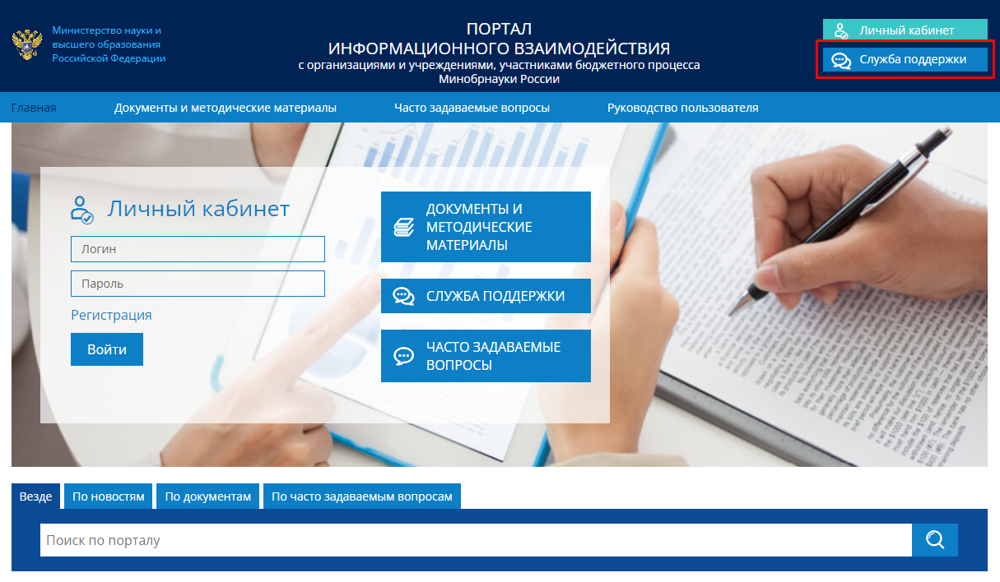 Министерство науки и
высшего образования
Российской Федерации
ПОРТАЛ
ИНФОРМАЦИОННОГО ВЗАИМОДЕЙСТВИЯ
с организациями и учреждениями, участниками бюджетного процесса
Минобрнауки России
Личный кабинет
Служба поддержки
Главная
Документы и методические материалы
Часто задаваемые вопросы
Руководство пользователя
Личный кабинет
Логин
Пароль
Регистрация
Войти
ДОКУМЕНТЫ И
МЕТОДИЧЕСКИЕ
МАТЕРИАЛЫ
СЛУЖБА ПОДДЕРЖКИ
ЧАСТО ЗАДАВАЕМЫЕ
ВОПРОСЫ
Везде
По новостям
По документам
По часто задаваемым вопросам
Поиск по порталу